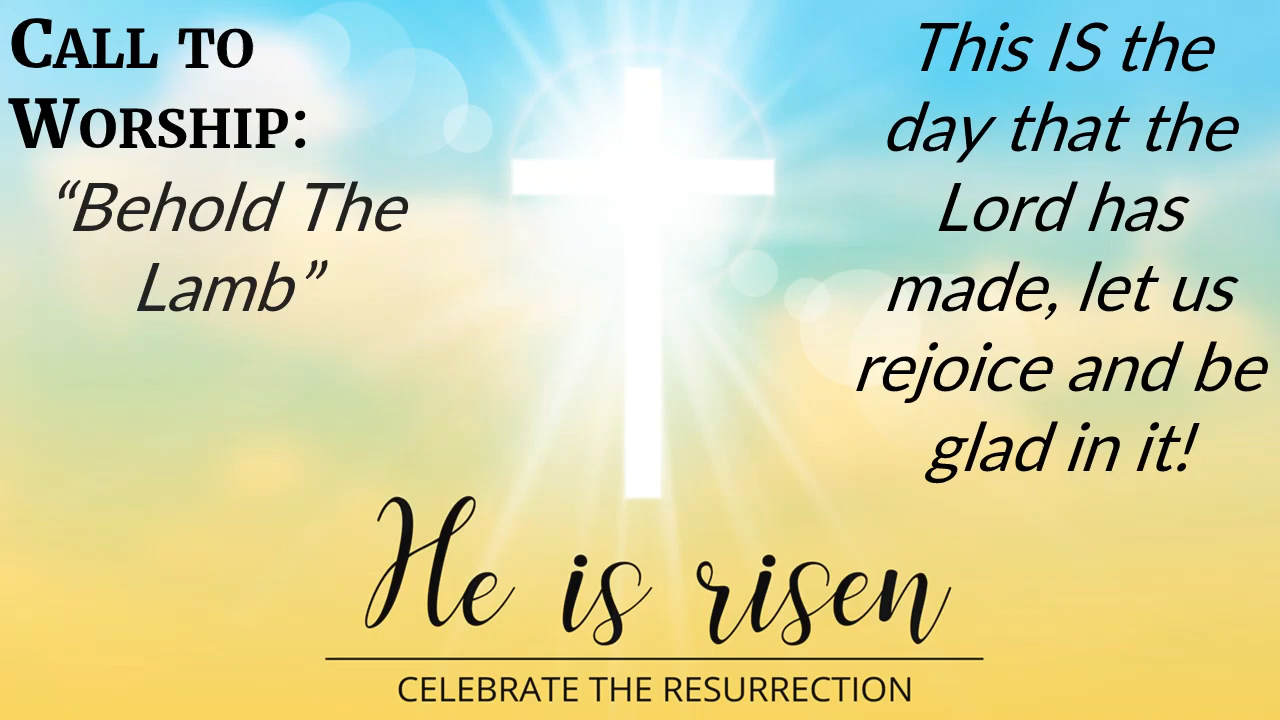 CALL TO
WORSHIP:
“Behold The
Lamb”
This IS the
day that the
Lord has
made, let us
rejoice and be
glad in it!
He is risen
CELEBRATE THE RESURRECTION